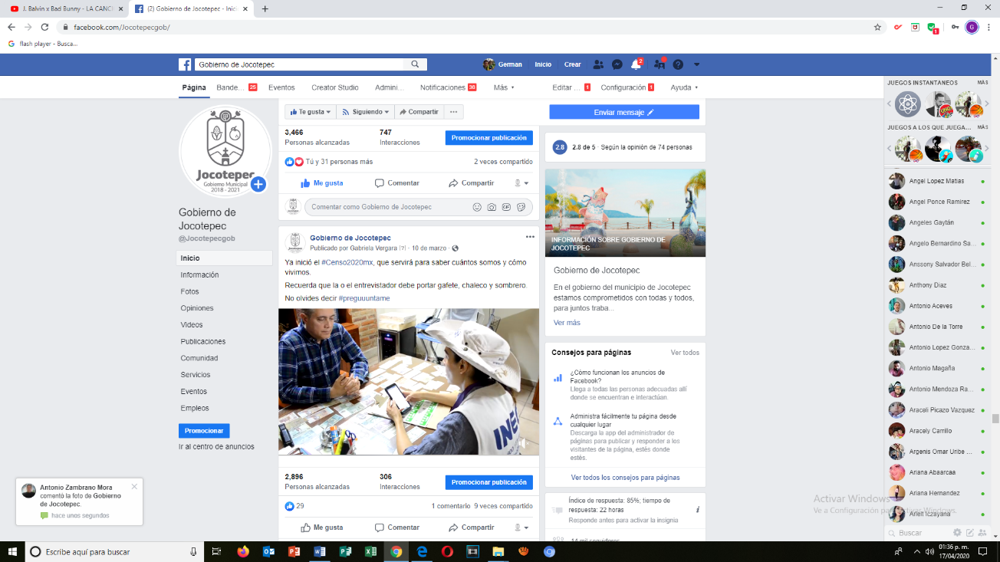 J. Balvin x Bad Bunny - LA CANCI
(2) Gobierno de Jocotepec - Inic
facebook.com/Jocotepecgob/
1
G
flash player - Busca...
Gobierno de Jocotepec
German
Inicio
Crear
2
Página
Bande... 25
Eventos
Creator Studio
Admini...
Notificaciones 30
Más
Editar ... 1
Configuración 1
Ayuda
Jocotepec
Gobierno Municipal
2018 - 2021
Gobierno de
Jocotepec
@Jocotepecgob
Inicio
Información
Fotos
Opiniones
Videos
Publicaciones
Comunidad
Servicios
Eventos
Empleos
Promocionar
Ir al centro de anuncios
Te gusta
Siguiendo
Compartir
Enviar mensaje
3,466
Personas alcanzadas
747
Interacciones
Promocionar publicación
Tú y 31 personas más
2 veces compartido
Me gusta
Comentar
Compartir
Comentar como Gobierno de Jocotepec
GIF
Gobierno de Jocotepec
Publicado por Gabriela Vergara [?] · 10 de marzo ·
Ya inició el #Censo2020mx, que servirá para saber cuántos somos y cómo
vivimos.
Recuerda que la o el entrevistador debe portar gafete, chaleco y sombrero.
No olvides decir #preguuuntame
INE
2,896
Personas alcanzadas
306
Interacciones
Promocionar publicación
29
1 comentario 9 veces compartido
Me gusta
Comentar
Compartir
2.8
2.8 de 5 · Según la opinión de 74 personas
INFORMACIÓN SOBRE GOBIERNO DE
JOCOTEPEC
Gobierno de Jocotepec
En el gobierno del municipio de Jocotepec
estamos comprometidos con todas y todos,
para juntos traba...
Ver más
Consejos para páginas
Ver todos
¿Cómo funcionan los anuncios de
Facebook?
Llega a todas las personas adecuadas allí
donde se encuentran e interactúan.
Administra fácilmente tu página desde
cualquier lugar
Descarga la app del administrador de
páginas para publicar y responder a los
visitantes de la página, estés donde
estés.
Ver todos los consejos para páginas
Índice de respuesta: 85%; tiempo de
respuesta: 22 horas
Responde antes para activar la insignia
14 mil seguidores
JUEGOS INSTANTÁNEOS
MÁS
JUEGOS A LOS QUE JUEGA...
MÁS
Angel Lopez Matias
Angel Ponce Ramirez
Angeles Gaytán
Angelo Bernardino Sa...
Anssony Salvador Bel...
Anthony Diaz
Antonio Aceves
Antonio De la Torre
Antonio Lopez Gonza...
Antonio Magaña
Antonio Mendoza Ra...
Araceli Picazo Vazquez
Aracely Carrillo
Argenis Omar Uribe ...
Ariana Abaarcaa
Ariana Hernandez
Arleit Iczayana
Buscar
Activar Windows
Ve a Configuración para activar Windows.
Antonio Zambrano Mora
comentó la foto de Gobierno
de Jocotepec.
hace unos segundos
Escribe aquí para buscar
01:36 p. m.
17/04/2020